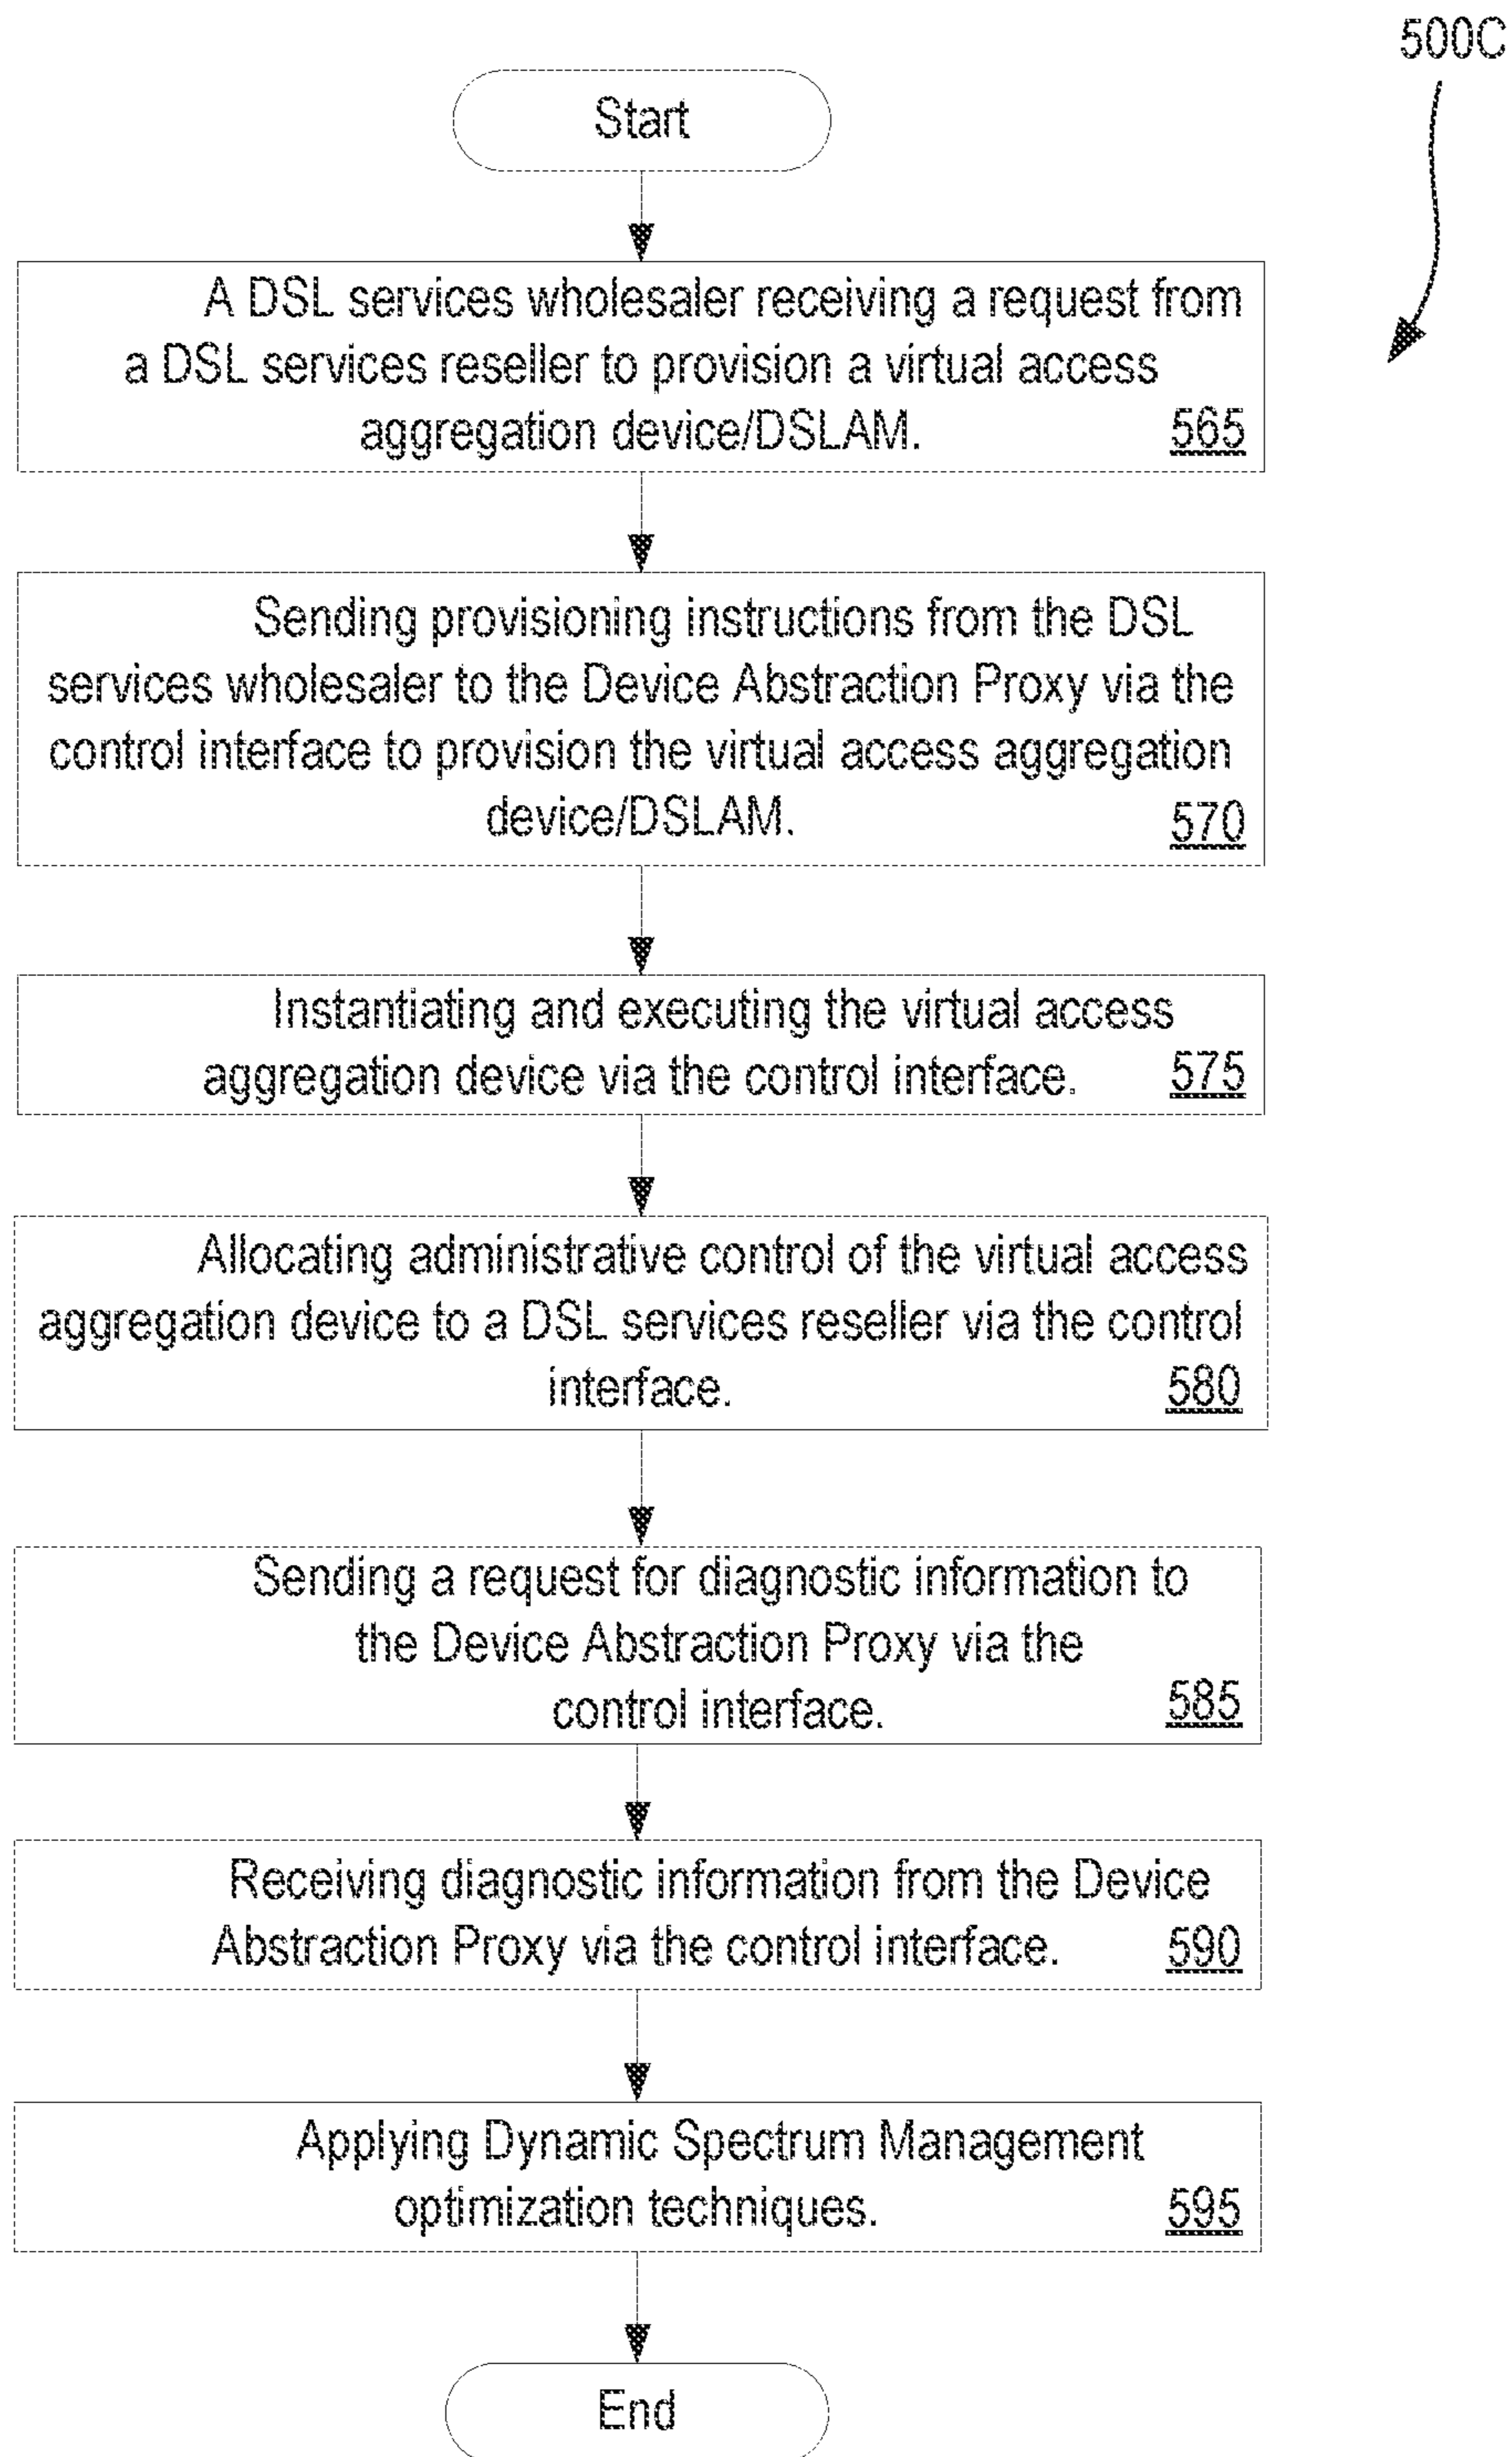 500C
Start
A DSL services wholesaler receiving a request from
a DSL services reseller to provision a virtual access
aggregation device/DSLAM. 565
Sending provisioning instructions from the DSL
services wholesaler to the Device Abstraction Proxy via the
control interface to provision the virtual access aggregation
device/DSLAM. 570
Instantiating and executing the virtual access
aggregation device via the control interface. 575
Allocating administrative control of the virtual access
aggregation device to a DSL services reseller via the control
interface. 580
Sending a request for diagnostic information to
the Device Abstraction Proxy via the
control interface. 585
Receiving diagnostic information from the Device
Abstraction Proxy via the control interface. 590
Applying Dynamic Spectrum Management
optimization techniques. 595
End